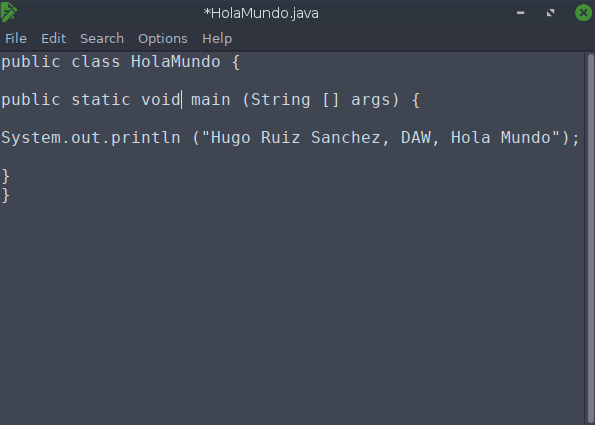 *HolaMundo.java
File Edit Search Options Help
public class HolaMundo {
public static void main (String [] args) {
System.out.println ("Hugo Ruiz Sanchez, DAW, Hola Mundo");
}
}